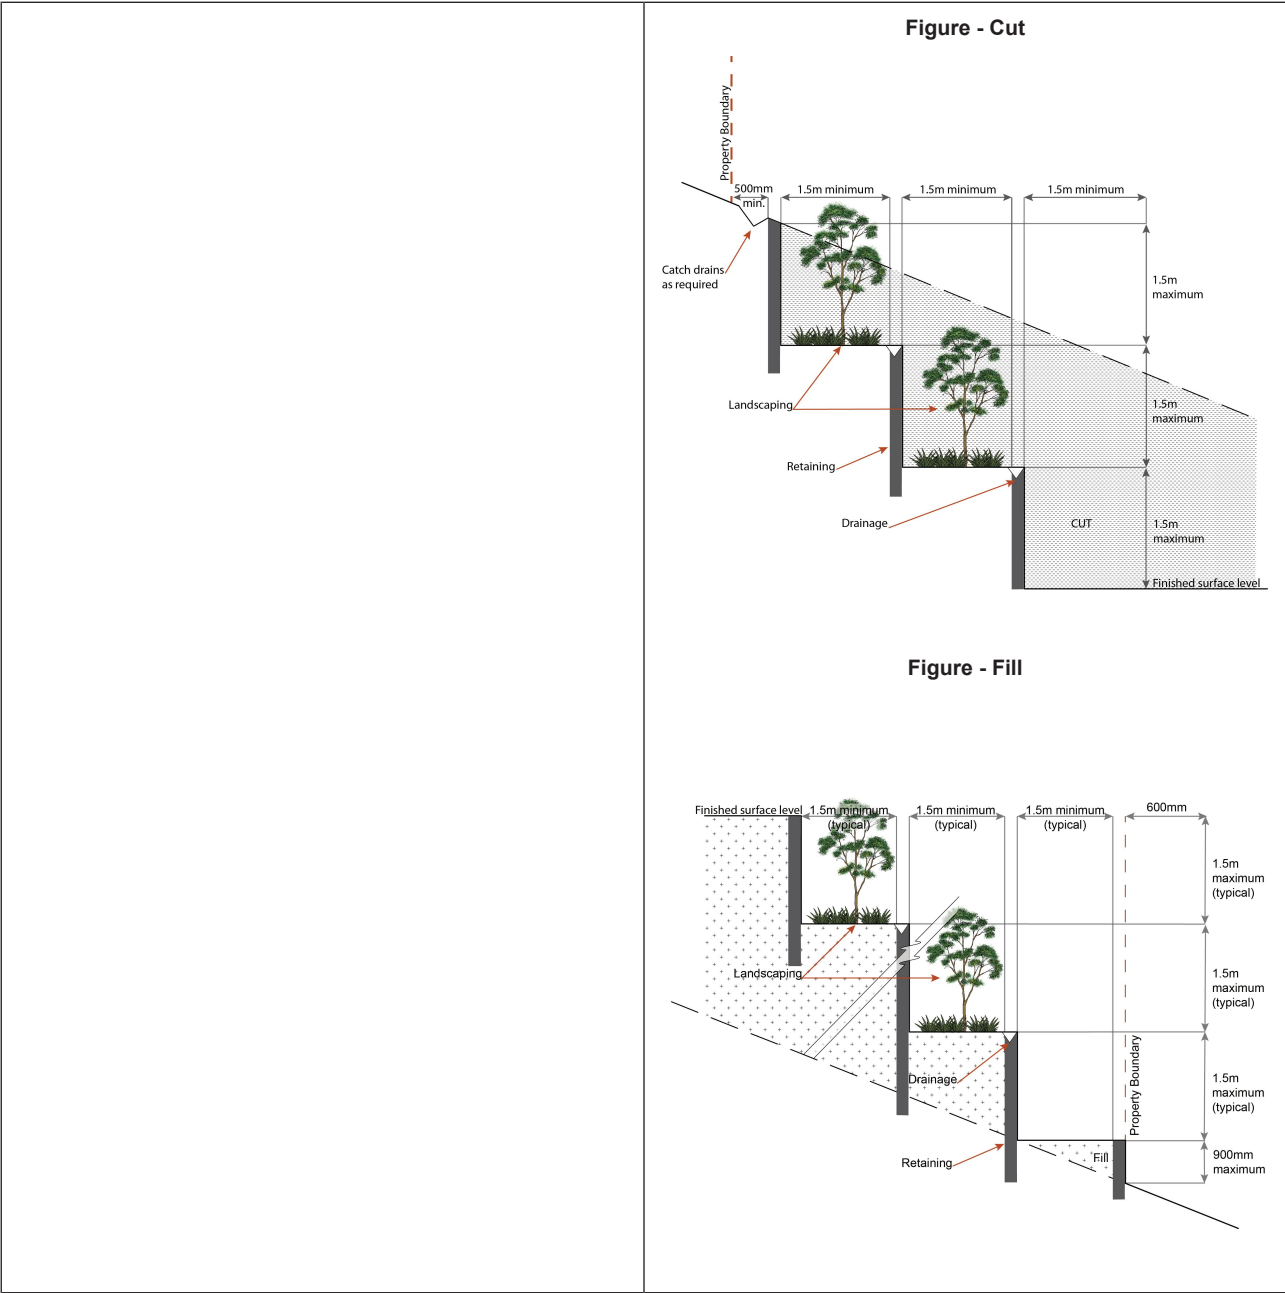 Figure - Cut
Property Boundary
500mm
min.
1.5m minimum
1.5m minimum
1.5m minimum
Catch drains
as required
1.5m
maximum
Landscaping
1.5m
maximum
Retaining
Drainage
CUT
1.5m
maximum
Finished surface level
Figure - Fill
Finished surface level
1.5m minimum
(typical)
1.5m minimum
(typical)
1.5m minimum
(typical)
600mm
1.5m
maximum
(typical)
Landscaping
1.5m
maximum
(typical)
Drainage
Property Boundary
1.5m
maximum
(typical)
Retaining
Fill
900mm
maximum